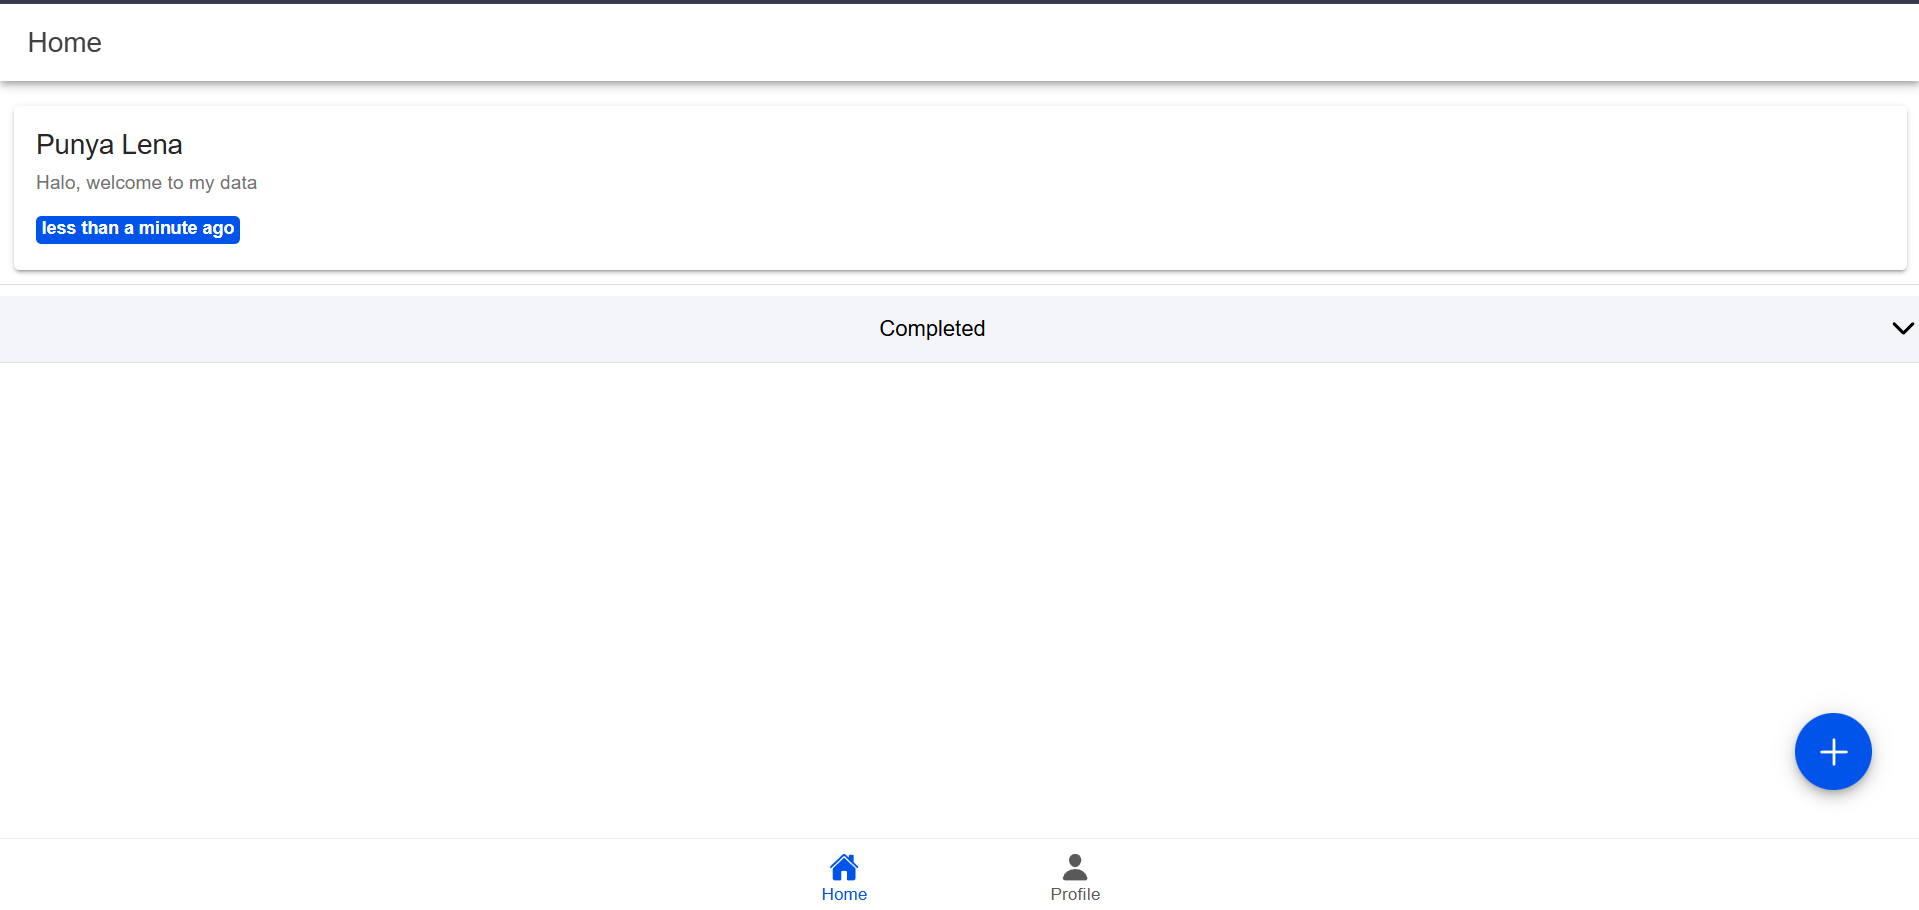 Home
Punya Lena
Halo, welcome to my data
less than a minute ago
Completed
Home
Profile